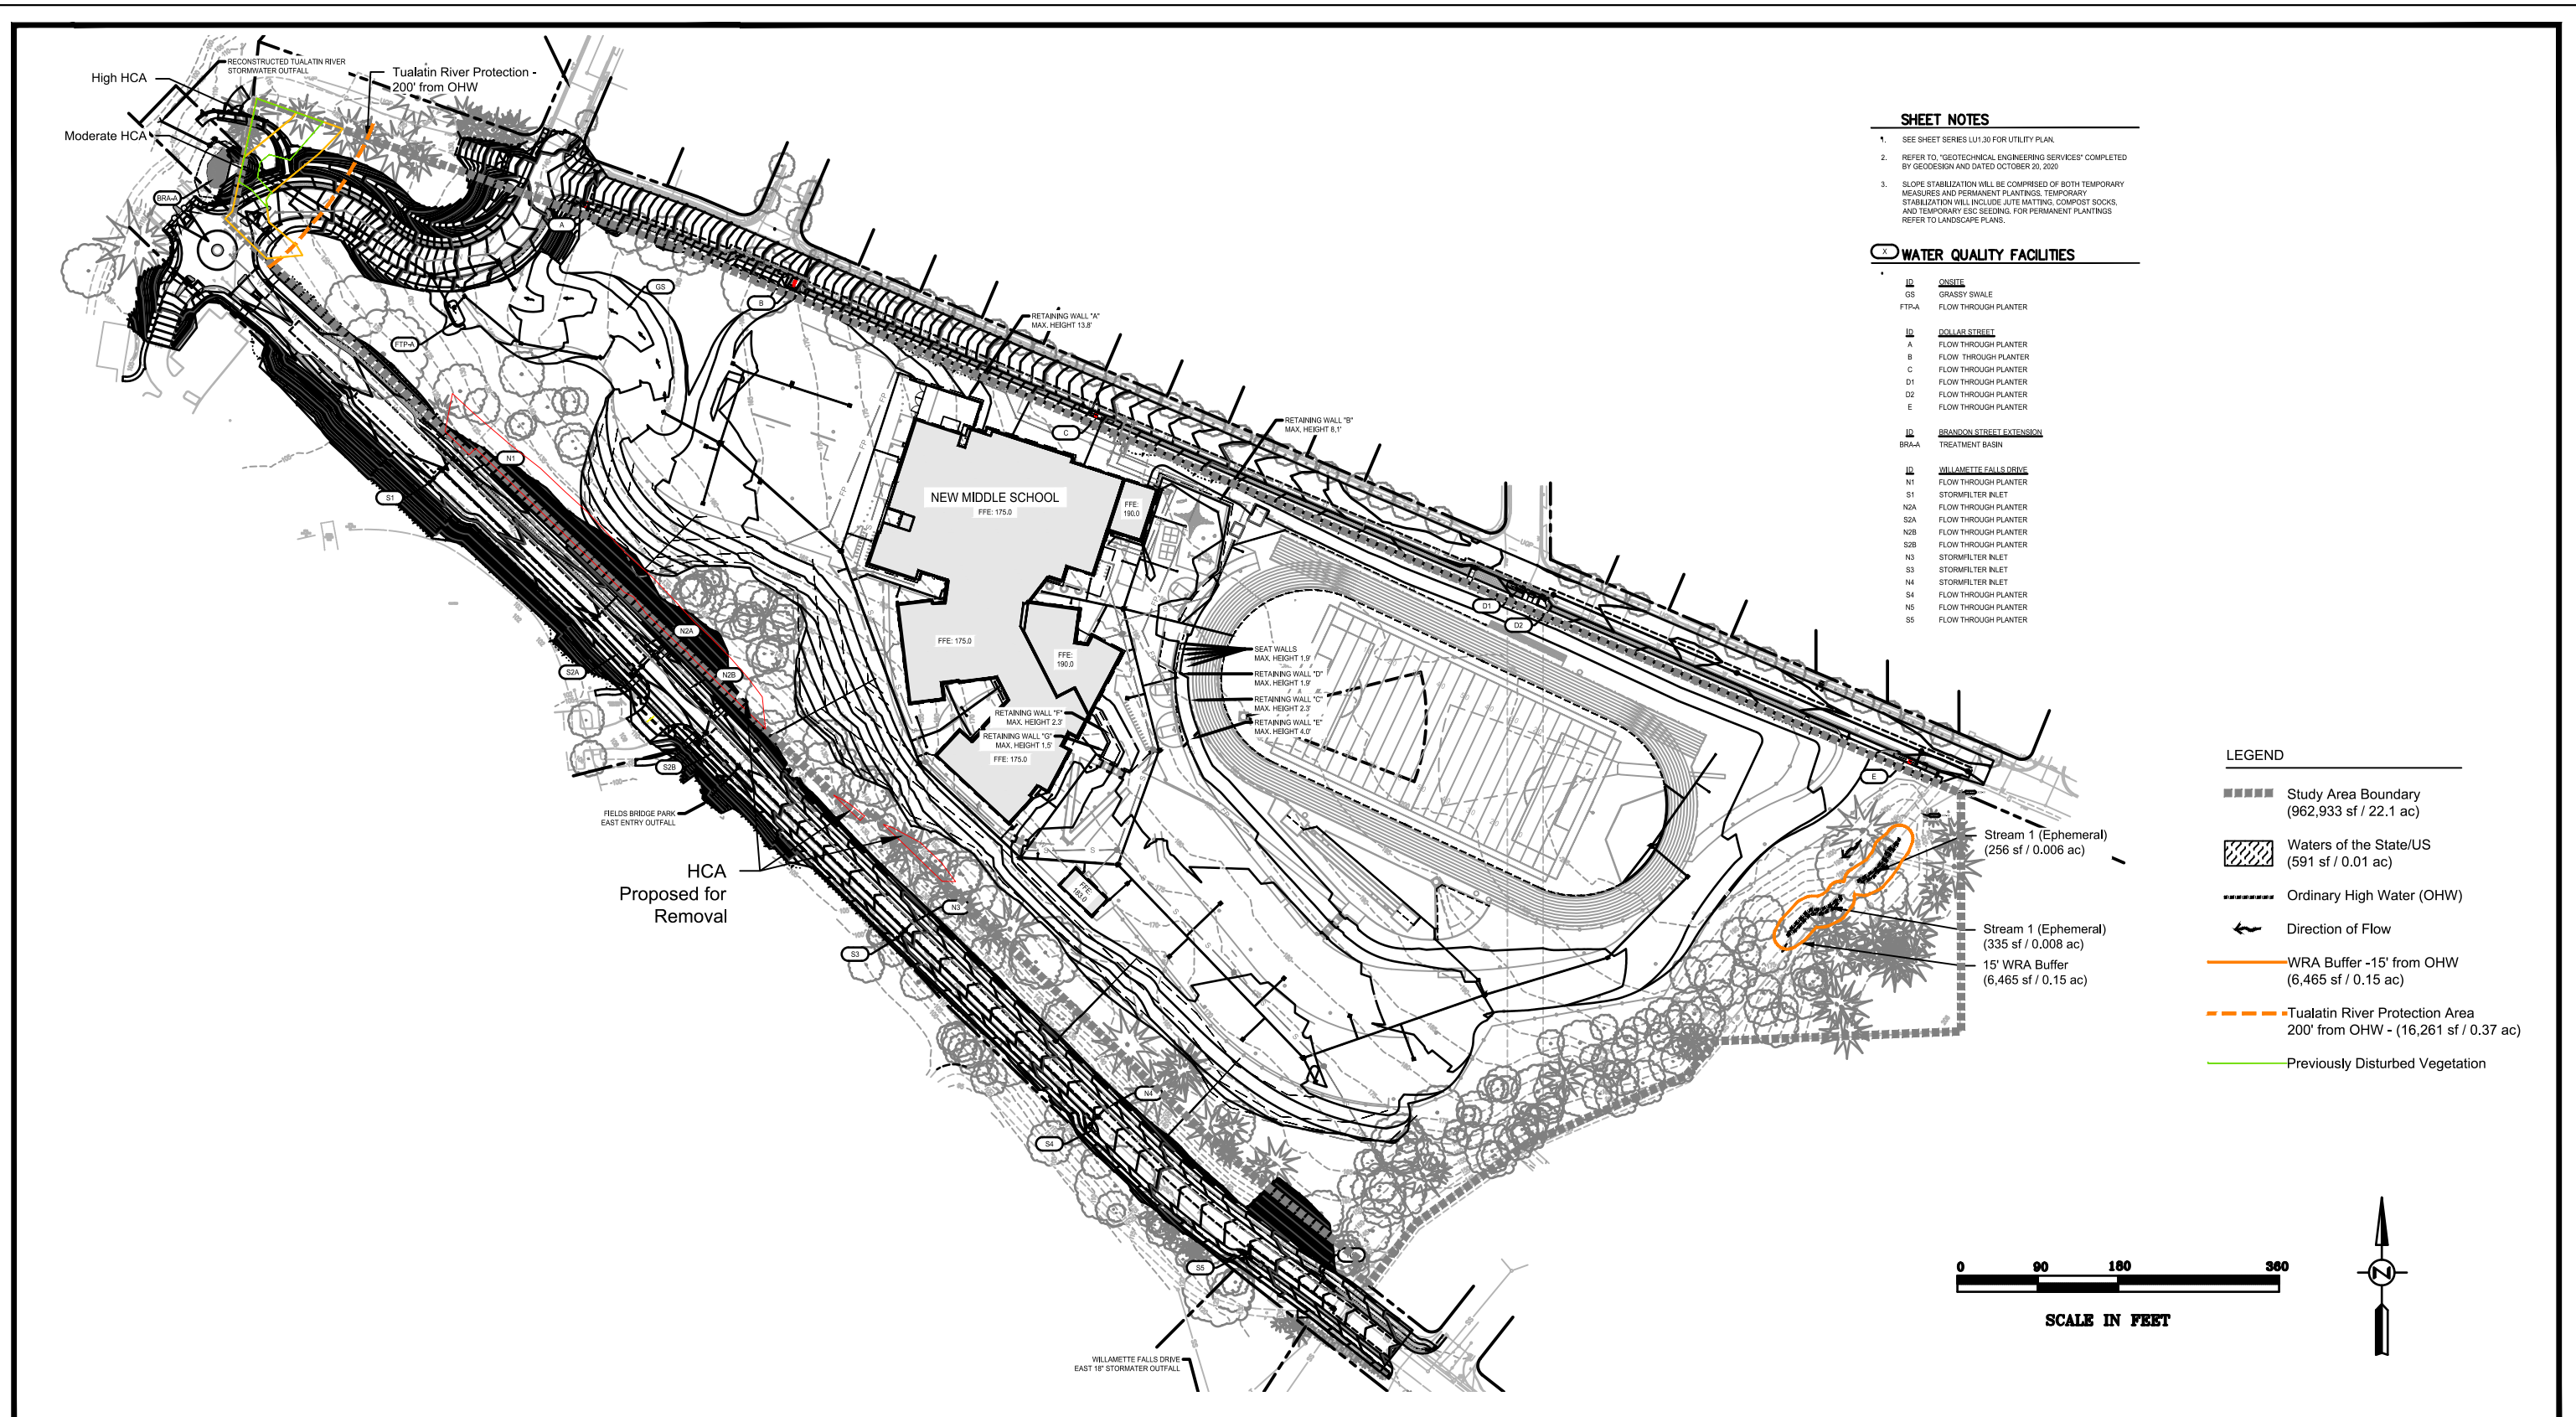 High HCA
Moderate HCA
RECONSTRUCTED TUALATIN RIVER
STORMWATER OUTFALL
Tualatin River Protection -
200' from OHW
BRA-A
A
GS
B
FTP-A
RETAINING WALL "A"
MAX. HEIGHT 13.8'
RETAINING WALL "B"
MAX. HEIGHT 8.1'
C
N1
S1
NEW MIDDLE SCHOOL
FFE: 175.0
FFE:
190.0
FFE: 175.0
FFE:
190.0
D1
D2
N2A
S2A
N2B
S2B
SEAT WALLS
MAX. HEIGHT 1.9'
RETAINING WALL "D"
MAX. HEIGHT 1.9'
RETAINING WALL "C"
MAX. HEIGHT 2.3'
RETAINING WALL "E"
MAX. HEIGHT 4.0'
RETAINING WALL "F"
MAX. HEIGHT 2.3'
RETAINING WALL "G"
MAX. HEIGHT 1.5'
FFE: 175.0
FIELDS BRIDGE PARK
EAST ENTRY OUTFALL
HCA
Proposed for
Removal
FFE:
183.0
N3
S3
N4
S4
S5
E
WILLAMETTE FALLS DRIVE
EAST 18" STORMATER OUTFALL
Stream 1 (Ephemeral)
(256 sf / 0.006 ac)
Stream 1 (Ephemeral)
(335 sf / 0.008 ac)
15' WRA Buffer
(6,465 sf / 0.15 ac)
SHEET NOTES
1. SEE SHEET SERIES LU1.30 FOR UTILITY PLAN.
2. REFER TO, "GEOTECHNICAL ENGINEERING SERVICES" COMPLETED
BY GEODESIGN AND DATED OCTOBER 20, 2020
3. SLOPE STABILIZATION WILL BE COMPRISED OF BOTH TEMPORARY
MEASURES AND PERMANENT PLANTINGS. TEMPORARY
STABILIZATION WILL INCLUDE JUTE MATTING, COMPOST SOCKS,
AND TEMPORARY ESC SEEDING. FOR PERMANENT PLANTINGS
REFER TO LANDSCAPE PLANS.
X WATER QUALITY FACILITIES
ID ONSITE
GS GRASSY SWALE
FTP-A FLOW THROUGH PLANTER
ID DOLLAR STREET
A FLOW THROUGH PLANTER
B FLOW THROUGH PLANTER
C FLOW THROUGH PLANTER
D1 FLOW THROUGH PLANTER
D2 FLOW THROUGH PLANTER
E FLOW THROUGH PLANTER
ID BRANDON STREET EXTENSION
BRA-A TREATMENT BASIN
ID WILLAMETTE FALLS DRIVE
N1 FLOW THROUGH PLANTER
S1 STORMFILTER INLET
N2A FLOW THROUGH PLANTER
S2A FLOW THROUGH PLANTER
N2B FLOW THROUGH PLANTER
S2B FLOW THROUGH PLANTER
N3 STORMFILTER INLET
S3 STORMFILTER INLET
N4 STORMFILTER INLET
S4 FLOW THROUGH PLANTER
N5 FLOW THROUGH PLANTER
S5 FLOW THROUGH PLANTER
LEGEND
Study Area Boundary
(962,933 sf / 22.1 ac)
Waters of the State/US
(591 sf / 0.01 ac)
Ordinary High Water (OHW)
Direction of Flow
WRA Buffer -15' from OHW
(6,465 sf / 0.15 ac)
Tualatin River Protection Area
200' from OHW - (16,261 sf / 0.37 ac)
Previously Disturbed Vegetation
0 90 180 360
SCALE IN FEET
N